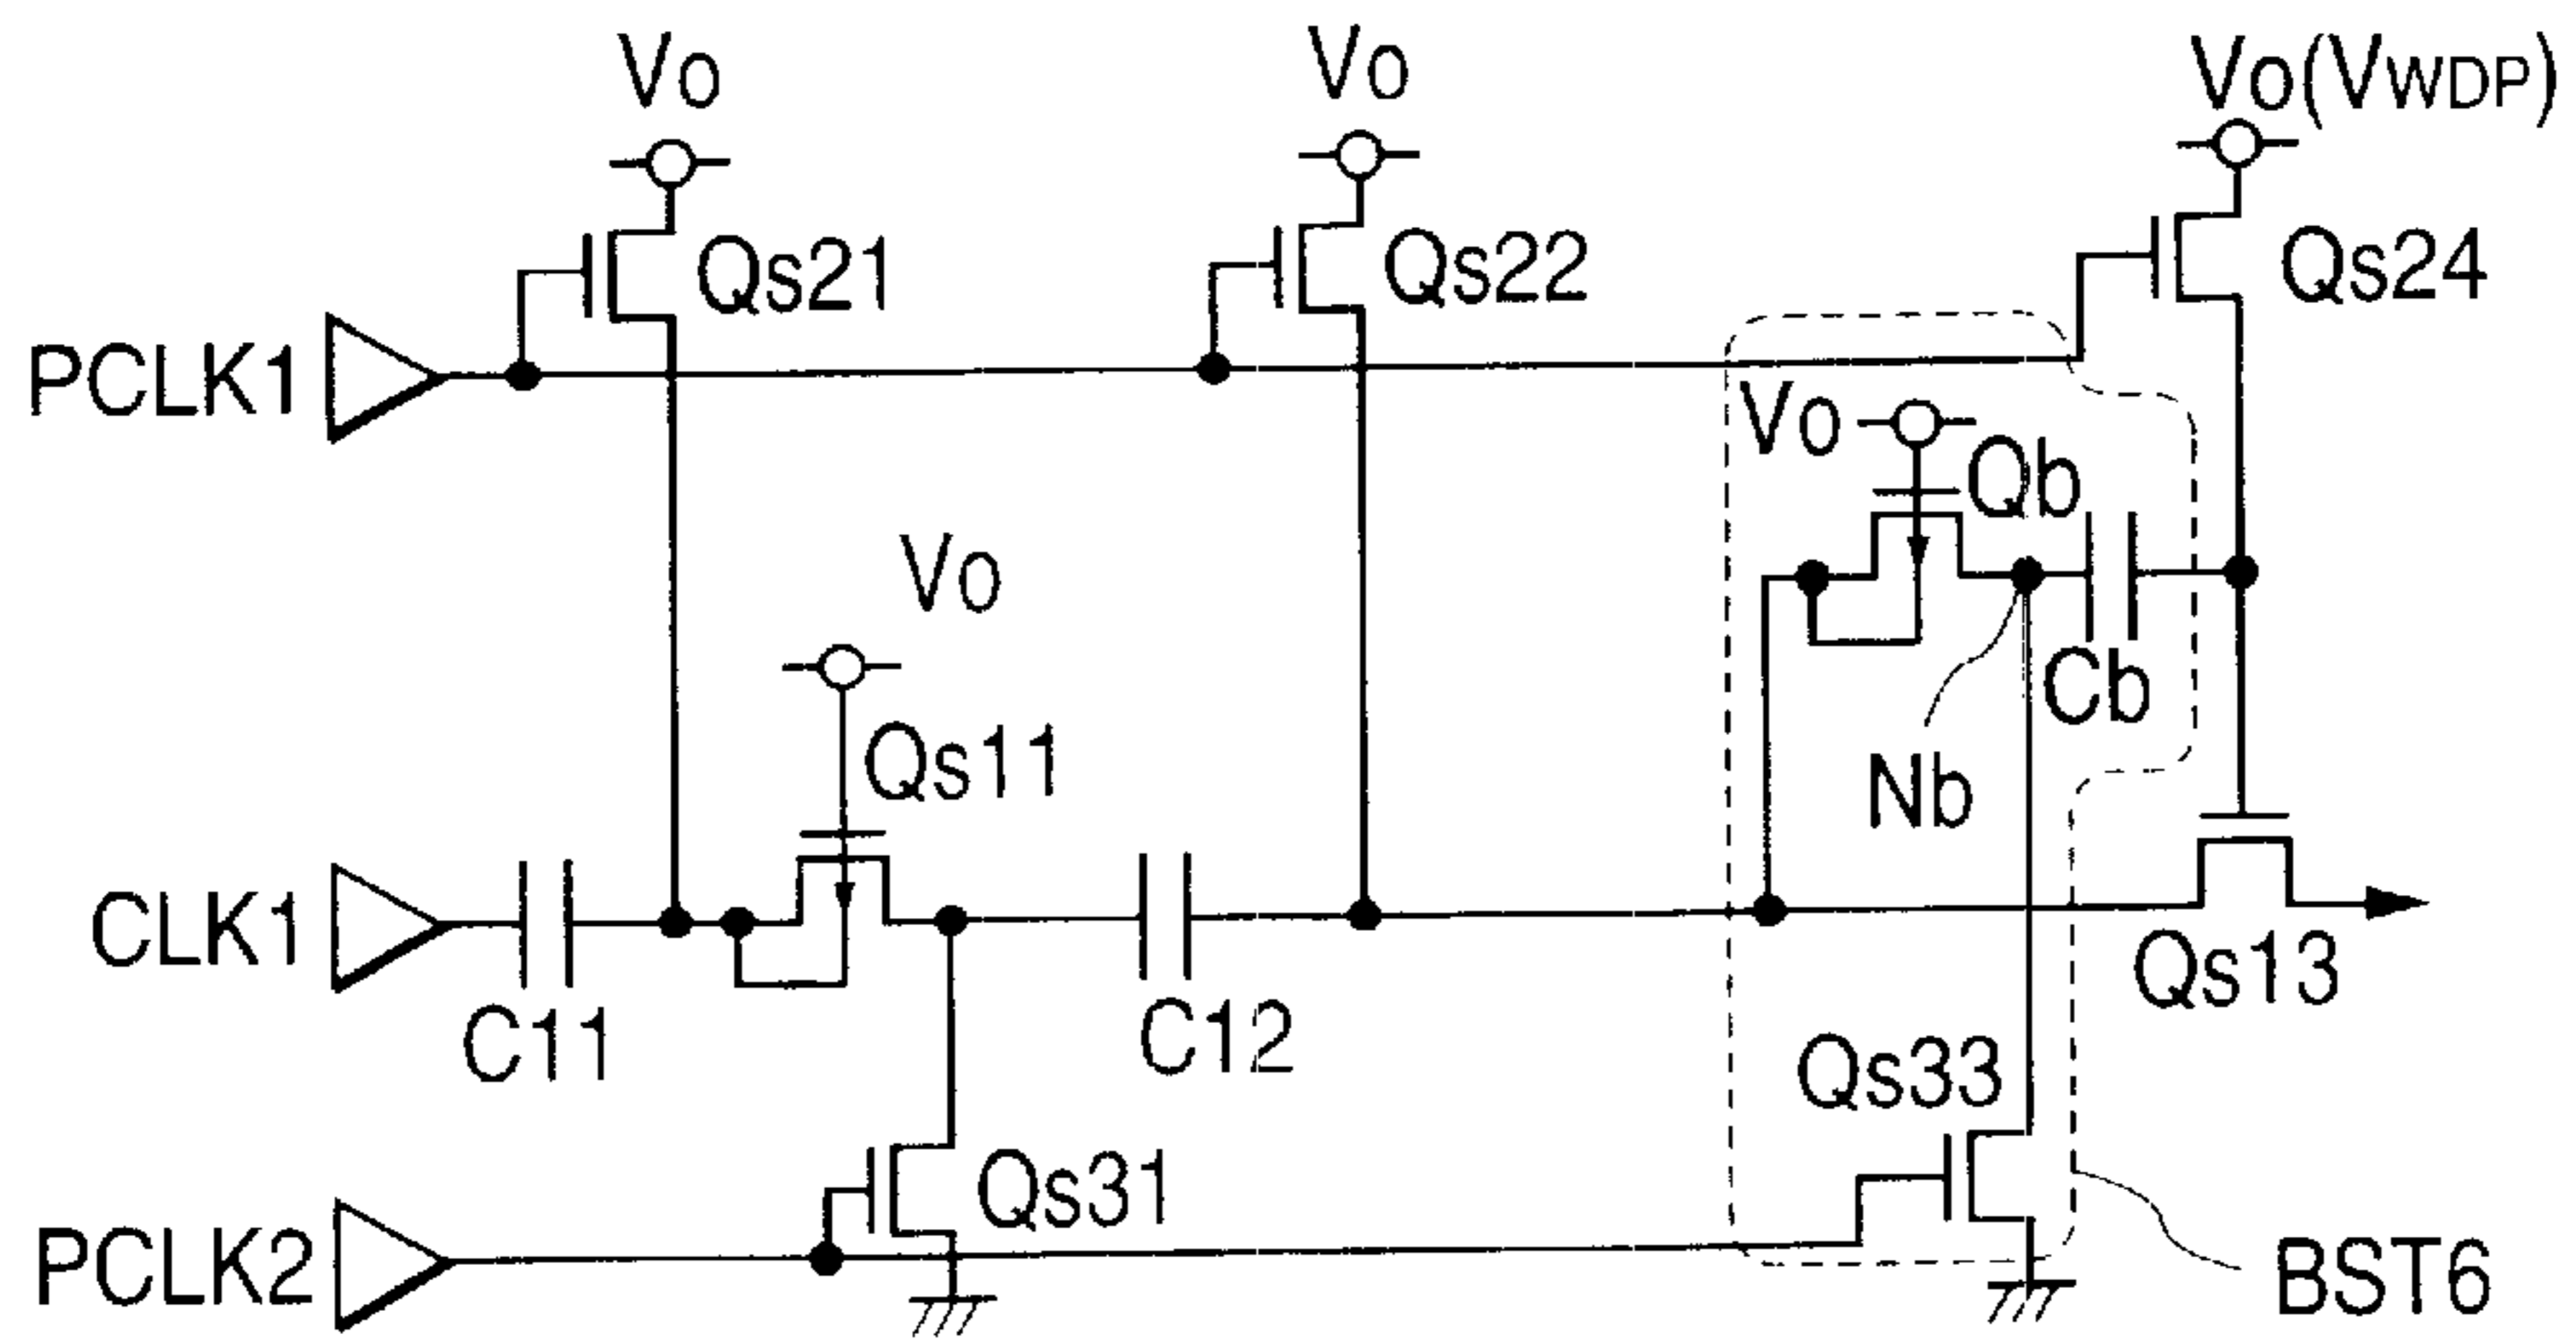 Vo
Vo
Vo(VWDP)
Qs21
Qs22
Qs24
PCLK1
Vo
Qb
Vo
Cb
Qs11
Nb
CLK1
C11
C12
Qs13
Qs33
Qs31
PCLK2
BST6